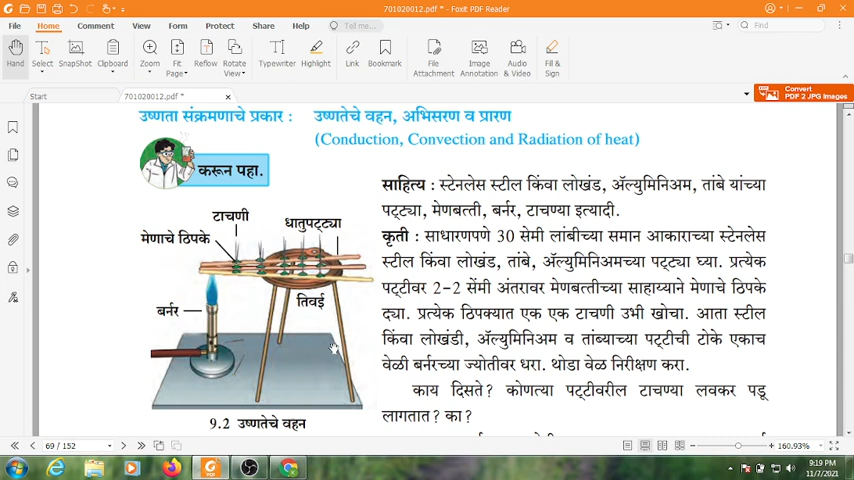 701020012.pdf * - Foxit PDF Reader
File Home Comment View Form Protect Share Help Tell me... Find
Hand Select SnapShot Clipboard Zoom Fit Page Reflow Rotate View Typewriter Highlight Link Bookmark File Attachment Image Annotation Audio & Video Fill & Sign
Start 701020012.pdf * Convert PDF 2 JPG Images
उष्णता संक्रमणाचे प्रकार : उष्णतेचे वहन, अभिसरण व प्रारण
(Conduction, Convection and Radiation of heat)
करून पहा.
टाचणी
धातुपट्ट्या
मेणाचे ठिपके
तिवई
बर्नर
9.2 उष्णतेचे वहन
साहित्य : स्टेनलेस स्टील किंवा लोखंड, ॲल्युमिनिअम, तांबे यांच्या
पट्ट्या, मेणबत्ती, बर्नर, टाचण्या इत्यादी.
कृती : साधारणपणे 30 सेमी लांबीच्या समान आकाराच्या स्टेनलेस
स्टील किंवा लोखंड, तांबे, ॲल्युमिनिअमच्या पट्ट्या घ्या. प्रत्येक
पट्टीवर 2-2 सेंमी अंतरावर मेणबत्तीच्या साहाय्याने मेणाचे ठिपके
द्या. प्रत्येक ठिपक्यात एक एक टाचणी उभी खोचा. आता स्टील
किंवा लोखंडी, ॲल्युमिनिअम व तांब्याच्या पट्टीची टोके एकाच
वेळी बर्नरच्या ज्योतीवर धरा. थोडा वेळ निरीक्षण करा.
काय दिसते? कोणत्या पट्टीवरील टाचण्या लवकर पडू
लागतात? का?
69 / 152 160.93%
9:19 PM
11/7/2021